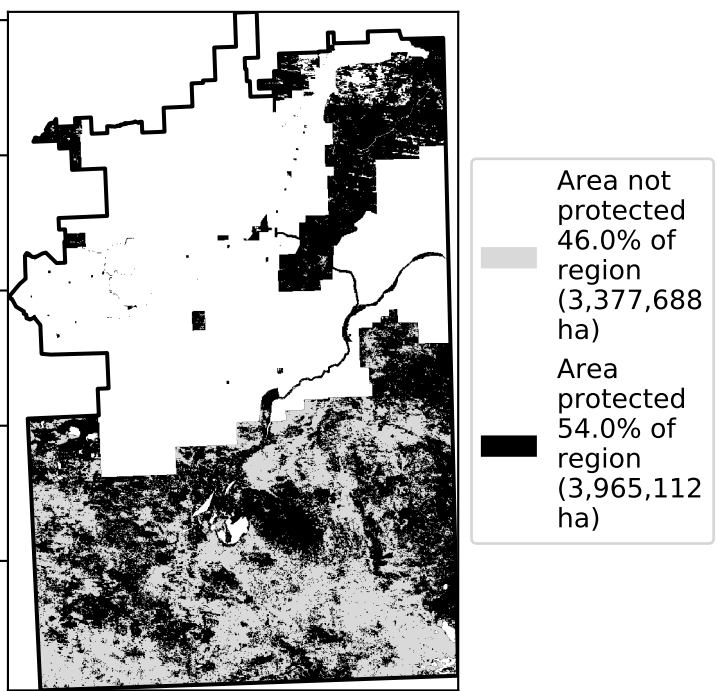 Area not
protected
46.0% of
region
(3,377,688
ha)
Area
protected
54.0% of
region
(3,965,112
ha)